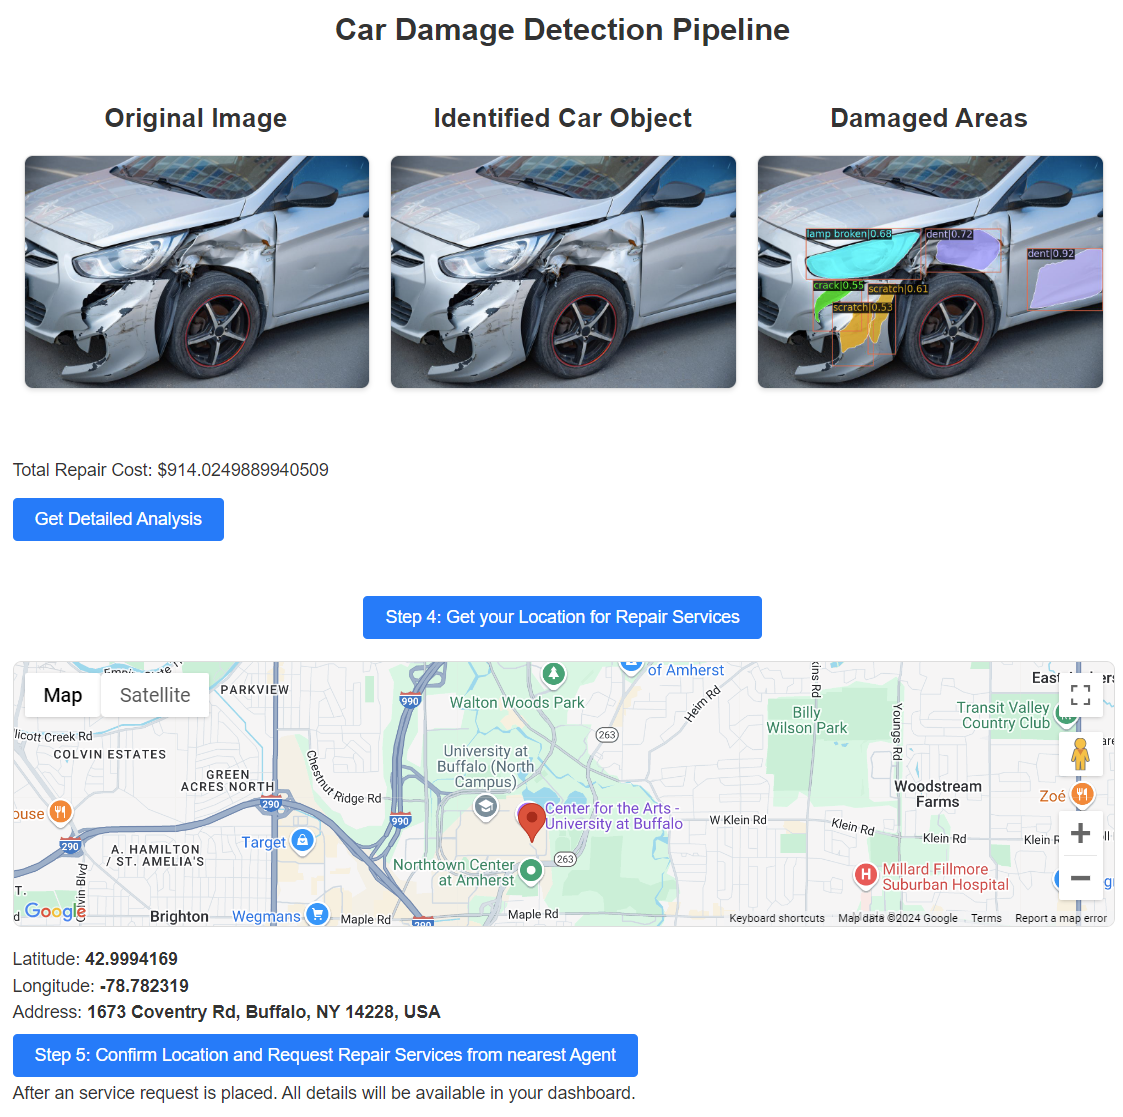 Car Damage Detection Pipeline
Original Image
Identified Car Object
Damaged Areas
lamp broken|0.68
dent|0.72
dent|0.92
crack|0.55
scratch|0.61
scratch|0.53
Total Repair Cost: $914.0249889940509
Get Detailed Analysis
Step 4: Get your Location for Repair Services
Map
Satellite
PARKVIEW
990
Walton Woods Park
of Amherst
Heim Rd
Billy
Wilson Park
Youngs Rd
Transit Valley
Country Club
licott Creek Rd
COLVIN ESTATES
GREEN
ACRES NORTH
Chestnut Ridge Rd
University at
Buffalo (North
Campus)
263
Woodstream
Farms
Zoé
290
990
Center for the Arts -
University at Buffalo
W Klein Rd
Klein Rd
Klein Rd
Klein R
290
Target
A. HAMILTON
/ ST. AMELIA'S
Colvin Blvd
Northtown Center
at Amherst
263
Millard Fillmore
Suburban Hospital
T.
Google
Brighton
Wegmans
Maple Rd
290
Maple Rd
Keyboard shortcuts
Map data ©2024 Google
Terms
Report a map error
Latitude: 42.9994169
Longitude: -78.782319
Address: 1673 Coventry Rd, Buffalo, NY 14228, USA
Step 5: Confirm Location and Request Repair Services from nearest Agent
After an service request is placed. All details will be available in your dashboard.